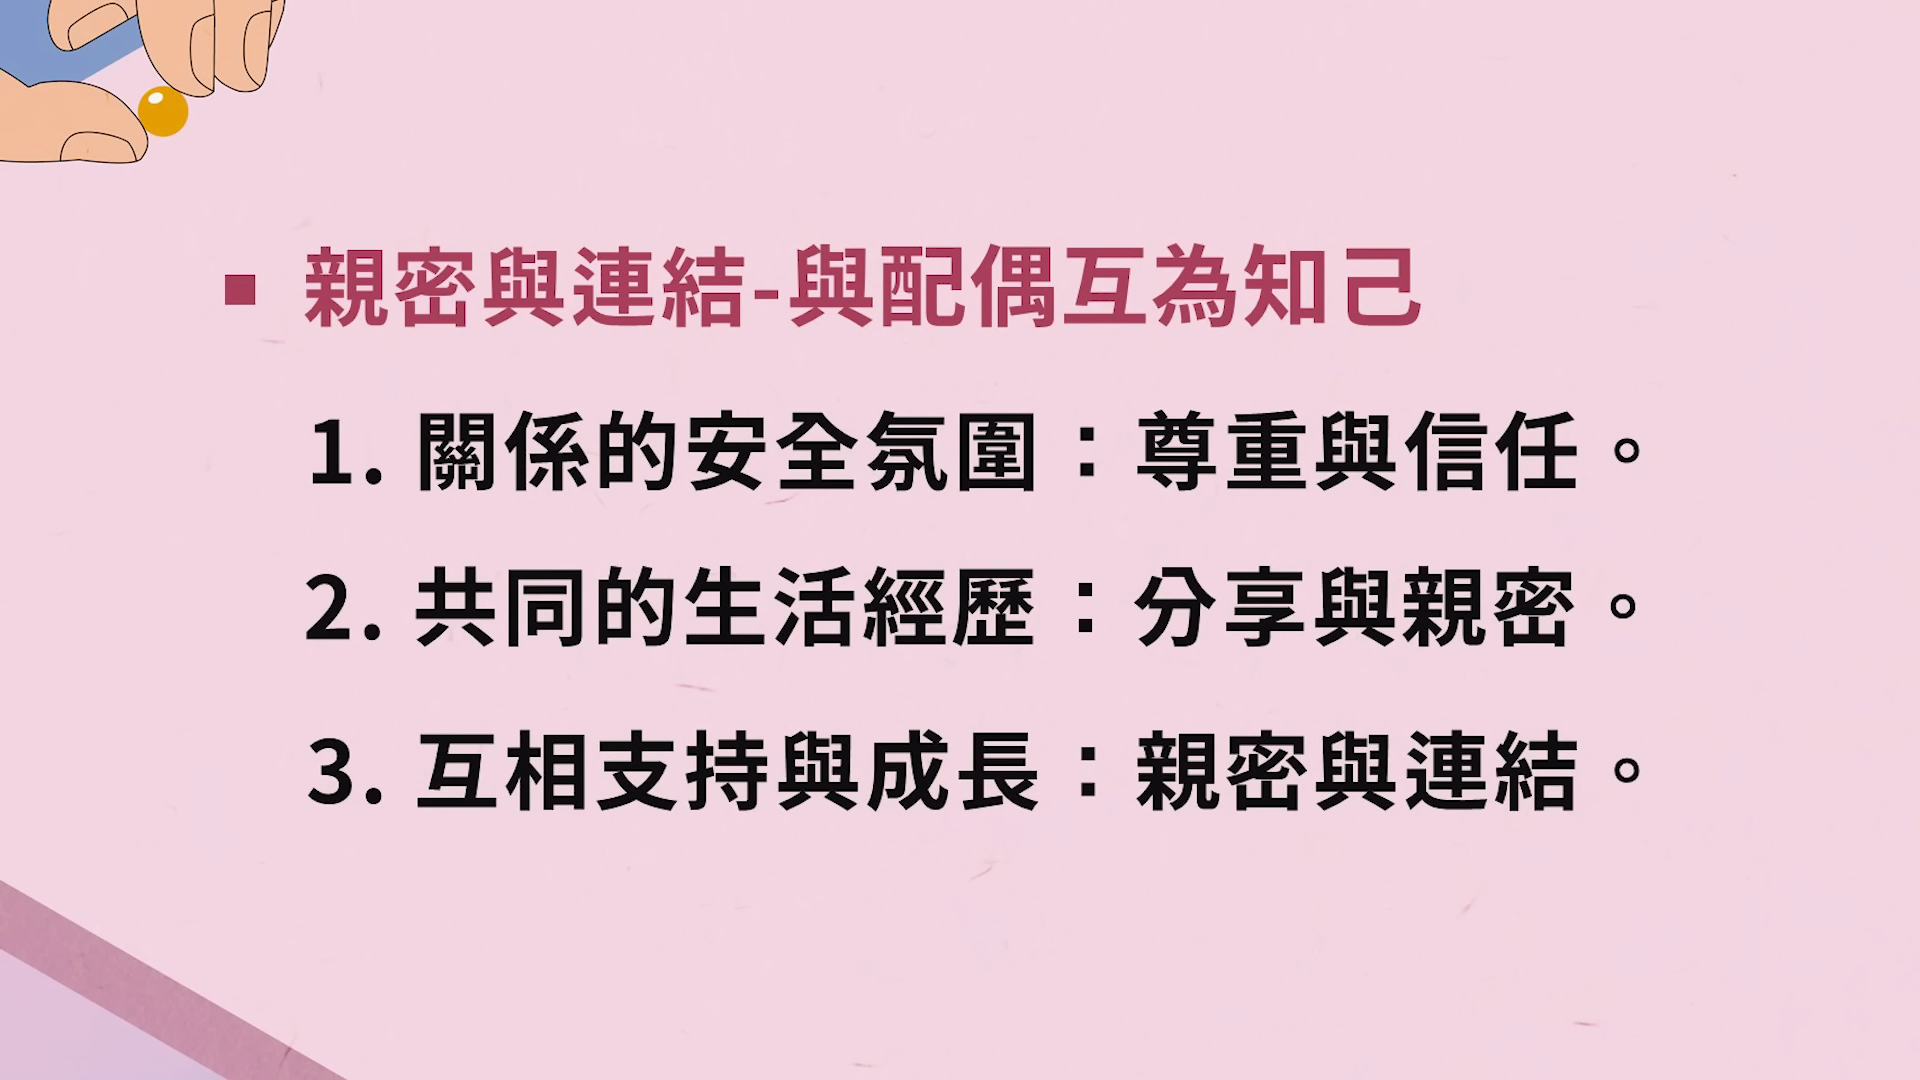 ▪ 親密與連結-與配偶互為知己
1. 關係的安全氛圍：尊重與信任。
2. 共同的生活經歷：分享與親密。
3. 互相支持與成長：親密與連結。